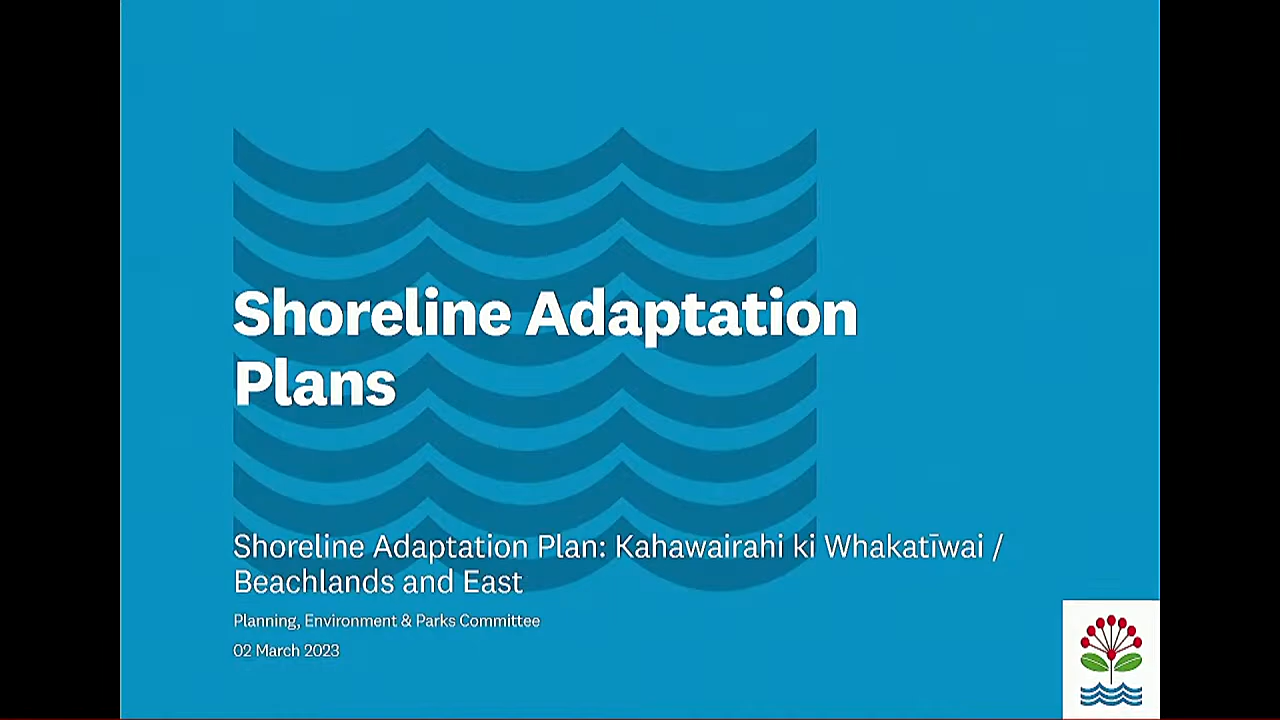 Shoreline Adaptation
Plans
Shoreline Adaptation Plan: Kahawairahi ki Whakatīwai /
Beachlands and East
Planning, Environment & Parks Committee
02 March 2023